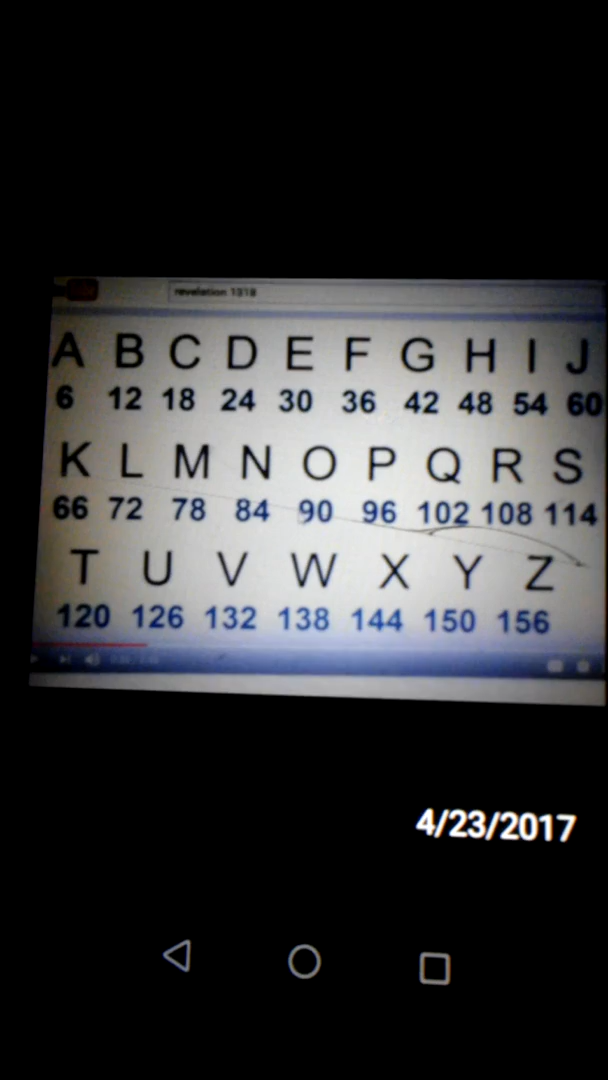 revelation 1318
A B C D E F G H I J
6 12 18 24 30 36 42 48 54 60
K L M N O P Q R S
66 72 78 84 90 96 102 108 114
T U V W X Y Z
120 126 132 138 144 150 156
4/23/2017